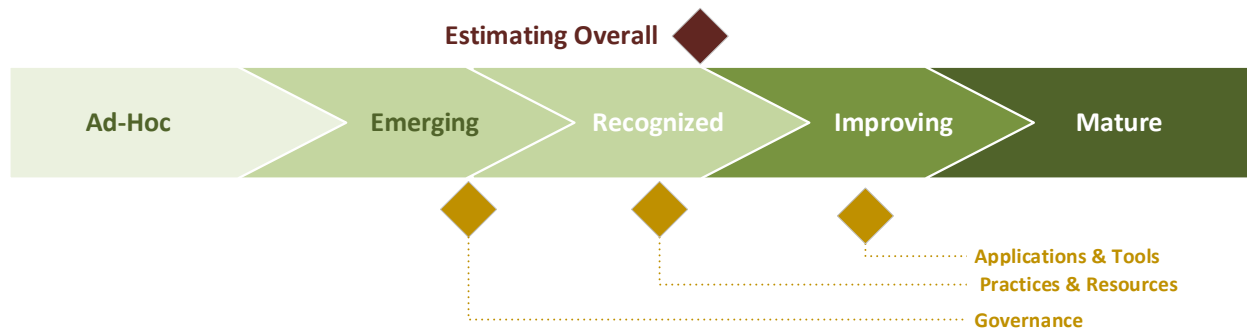 Estimating Overall
Ad-Hoc
Emerging
Recognized
Improving
Mature
Applications & Tools
Practices & Resources
Governance